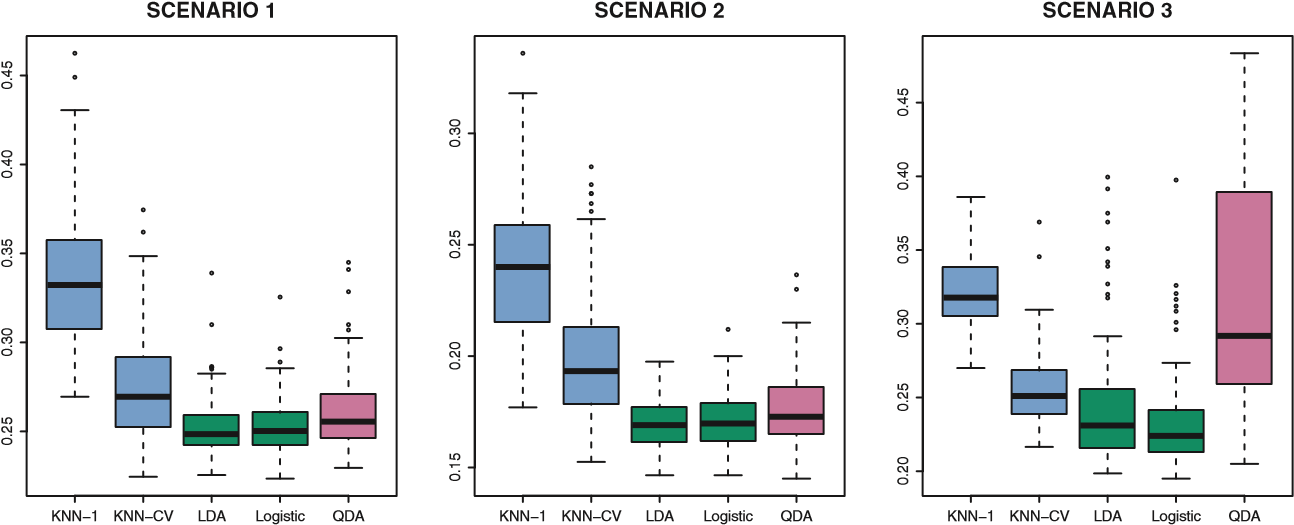 SCENARIO 1
0.45
0.40
0.35
0.30
0.25
KNN−1 KNN−CV LDA Logistic QDA
SCENARIO 2
0.30
0.25
0.20
0.15
KNN−1 KNN−CV LDA Logistic QDA
SCENARIO 3
0.45
0.40
0.35
0.30
0.25
0.20
KNN−1 KNN−CV LDA Logistic QDA